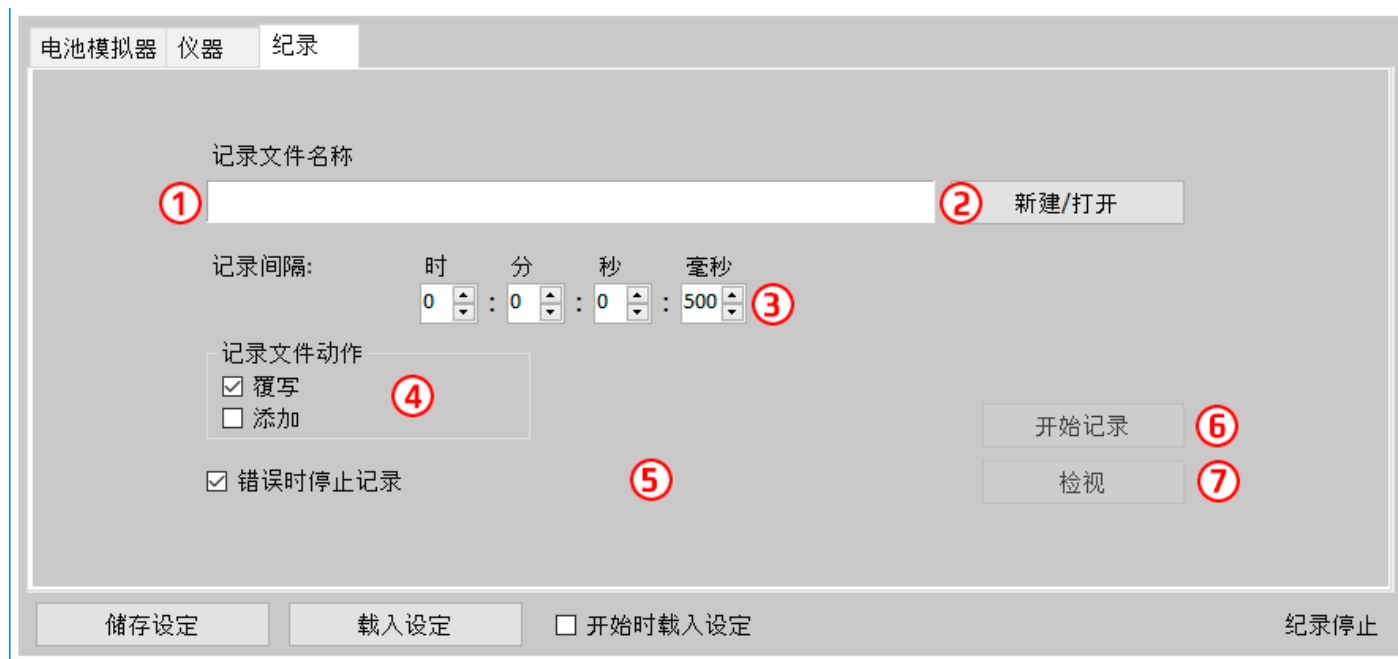 电池模拟器 仪器 纪录
记录文件名称
① ② 新建/打开
记录间隔: 时 分 秒 毫秒
0 : 0 : 0 : 500 ③
记录文件动作
覆写 ④
添加
开始记录 ⑥
错误时停止记录 ⑤ 检视 ⑦
储存设定 载入设定 开始时载入设定 纪录停止